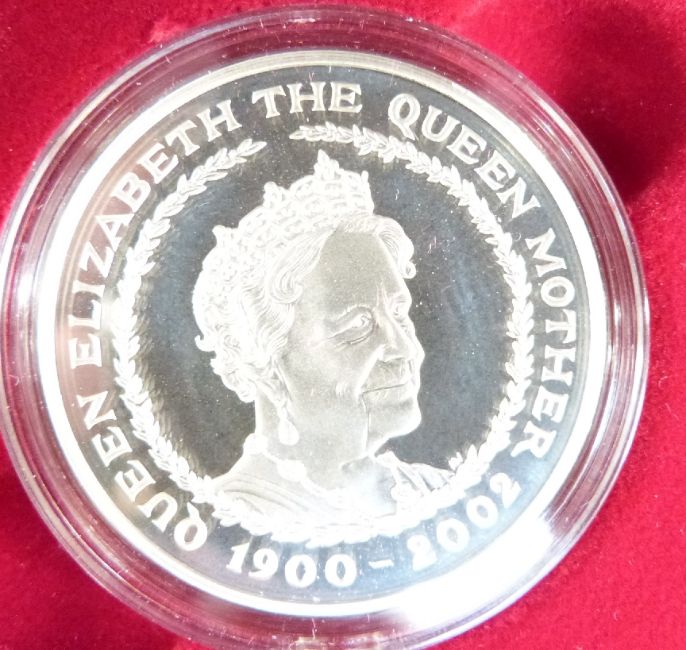 QUEEN ELIZABETH THE QUEEN MOTHER
1900 - 2002